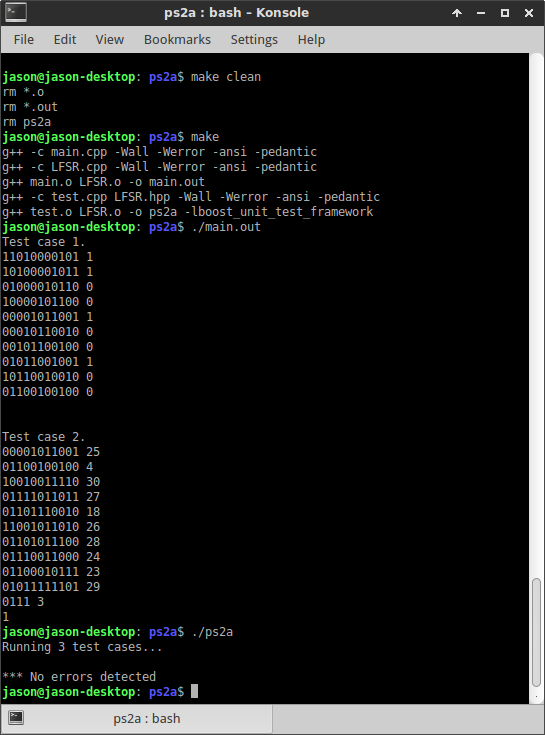 ps2a : bash – Konsole
File Edit View Bookmarks Settings Help
jason@jason-desktop: ps2a$ make clean
rm *.o
rm *.out
rm ps2a
jason@jason-desktop: ps2a$ make
g++ -c main.cpp -Wall -Werror -ansi -pedantic
g++ -c LFSR.cpp -Wall -Werror -ansi -pedantic
g++ main.o LFSR.o -o main.out
g++ -c test.cpp LFSR.hpp -Wall -Werror -ansi -pedantic
g++ test.o LFSR.o -o ps2a -lboost_unit_test_framework
jason@jason-desktop: ps2a$ ./main.out
Test case 1.
11010000101 1
10100001011 1
01000010110 0
10000101100 0
00001011001 1
00010110010 0
00101100100 0
01011001001 1
10110010010 0
01100100100 0
Test case 2.
00001011001 25
01100100100 4
10010011110 30
01111011011 27
01101110010 18
11001011010 26
01101011100 28
01110011000 24
01100010111 23
01011111101 29
0111 3
1
jason@jason-desktop: ps2a$ ./ps2a
Running 3 test cases...
*** No errors detected
jason@jason-desktop: ps2a$
ps2a : bash